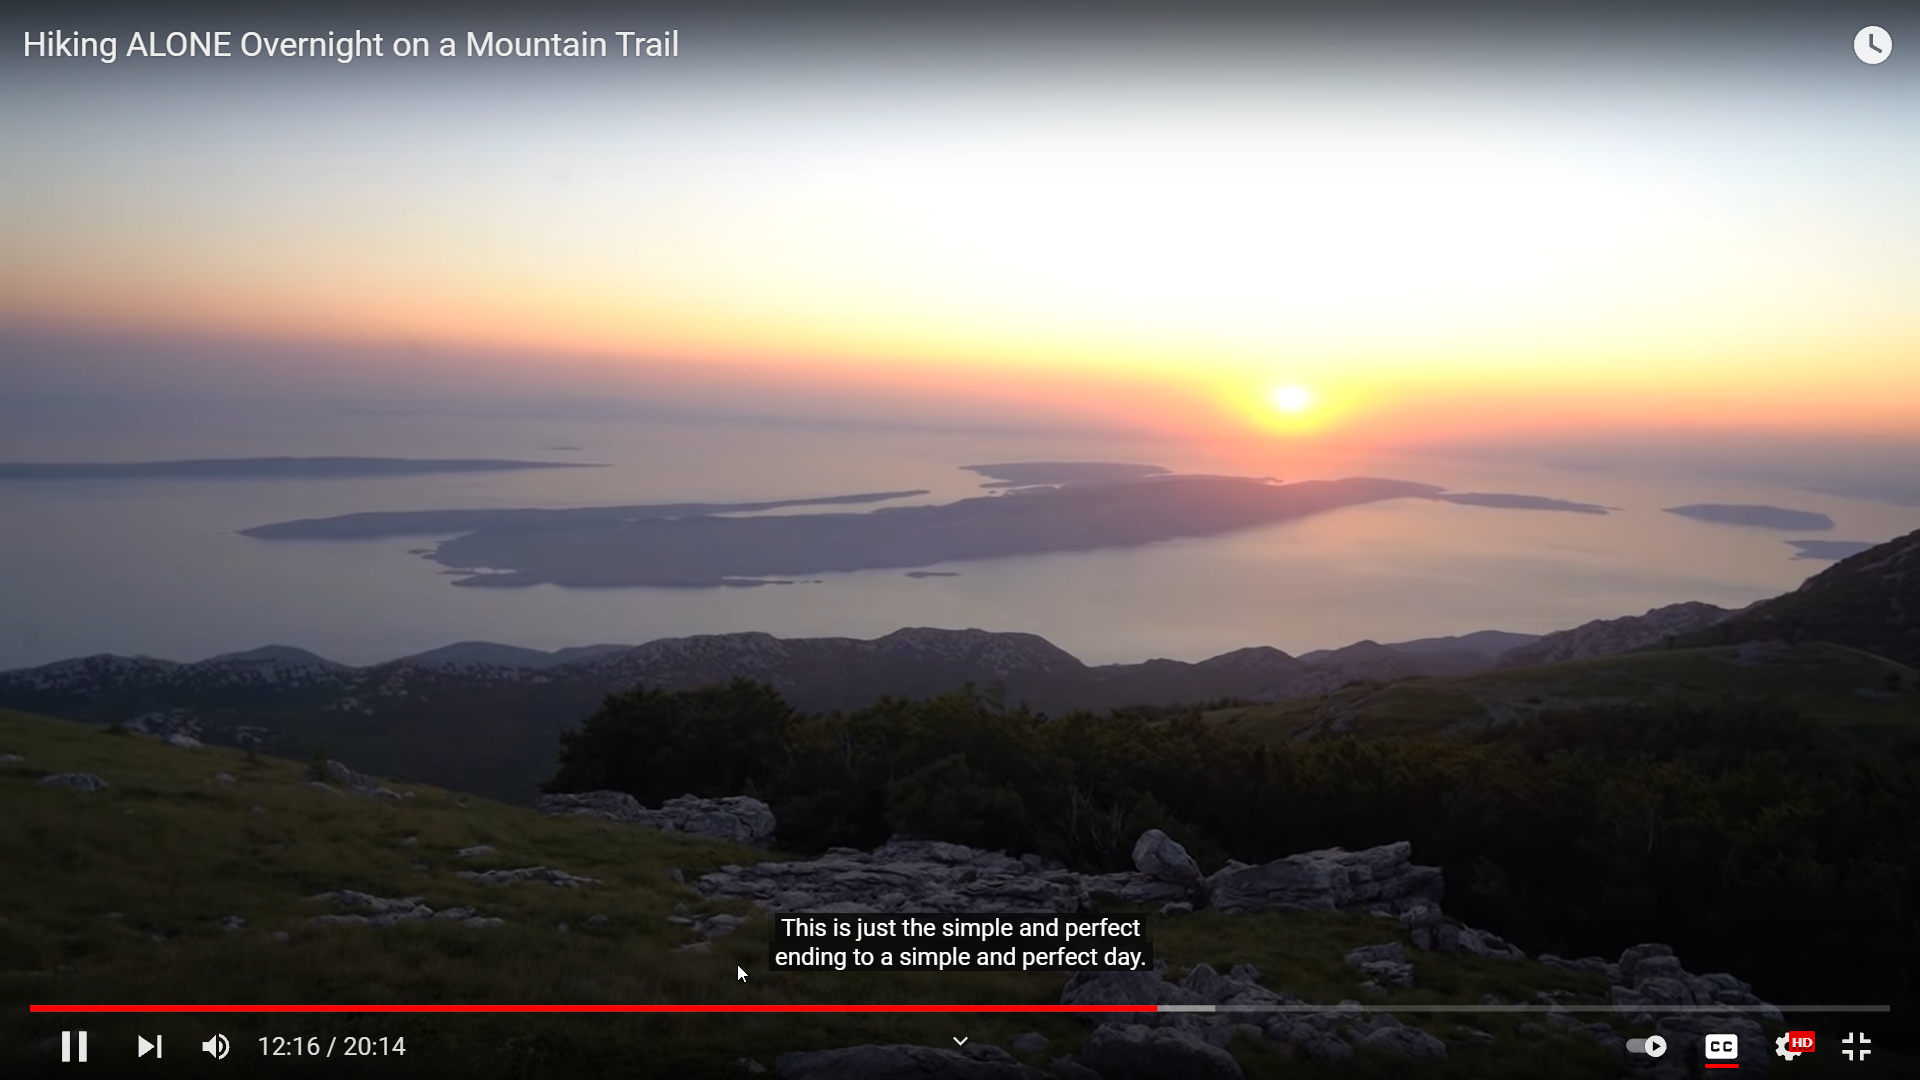 Hiking ALONE Overnight on a Mountain Trail
This is just the simple and perfect
ending to a simple and perfect day.
12:16 / 20:14
CC
HD